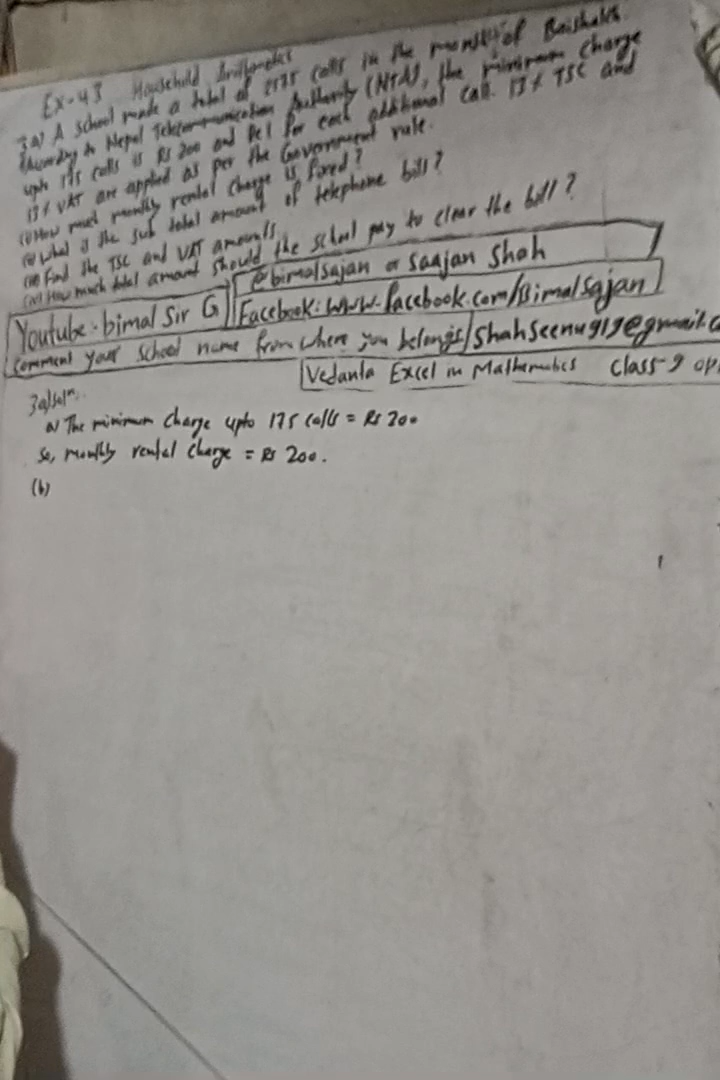 Ex-4.3 Household Arithmetic
3a) A school made a total of 2175 calls in the month of Baishakh.
According to Nepal Telecommunication Authority (NTA), the minimum charge
upto 175 calls is Rs 200 and Re 1 for each additional call. If TSC and
13% VAT are applied as per the Government rule.
(i) How much monthly rental charge is fixed?
(ii) What is the sub total amount of telephone bill?
(iii) Find the TSC and VAT amounts.
(iv) How much total amount should the school pay to clear the bill?
Youtube: bimal Sir G
@bimalsajan or saajan shah
Facebook: www.facebook.com/Bimalsajan
Comment your school name from where you belongs
shahseenu919@gmail.c
Vedanta Excel in Mathematics Class-9 op
3a) Solⁿ:
a) The minimum charge upto 175 calls = Rs 200
So, monthly rental charge = Rs 200.
(b)